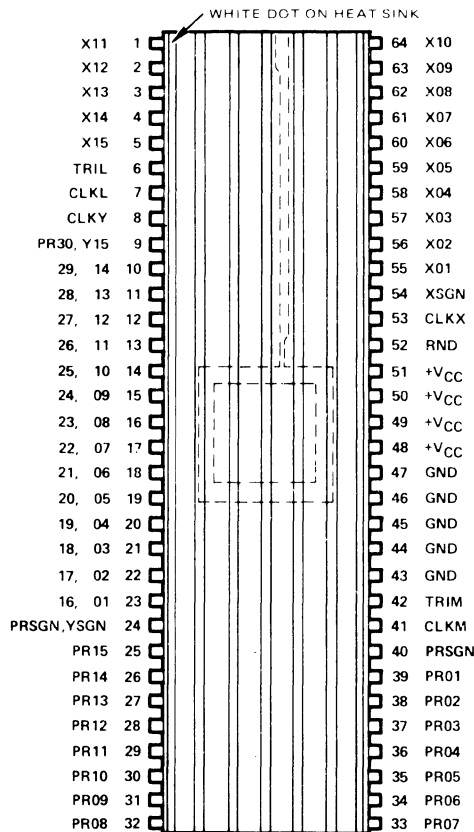 WHITE DOT ON HEAT SINK
X11 1 64 X10
X12 2 63 X09
X13 3 62 X08
X14 4 61 X07
X15 5 60 X06
TRIL 6 59 X05
CLKL 7 58 X04
CLKY 8 57 X03
PR30, Y15 9 56 X02
29, 14 10 55 X01
28, 13 11 54 XSGN
27, 12 12 53 CLKX
26, 11 13 52 RND
25, 10 14 51 +VCC
24, 09 15 50 +VCC
23, 08 16 49 +VCC
22, 07 17 48 +VCC
21, 06 18 47 GND
20, 05 19 46 GND
19, 04 20 45 GND
18, 03 21 44 GND
17, 02 22 43 GND
16, 01 23 42 TRIM
PRSGN,YSGN 24 41 CLKM
PR15 25 40 PRSGN
PR14 26 39 PR01
PR13 27 38 PR02
PR12 28 37 PR03
PR11 29 36 PR04
PR10 30 35 PR05
PR09 31 34 PR06
PR08 32 33 PR07